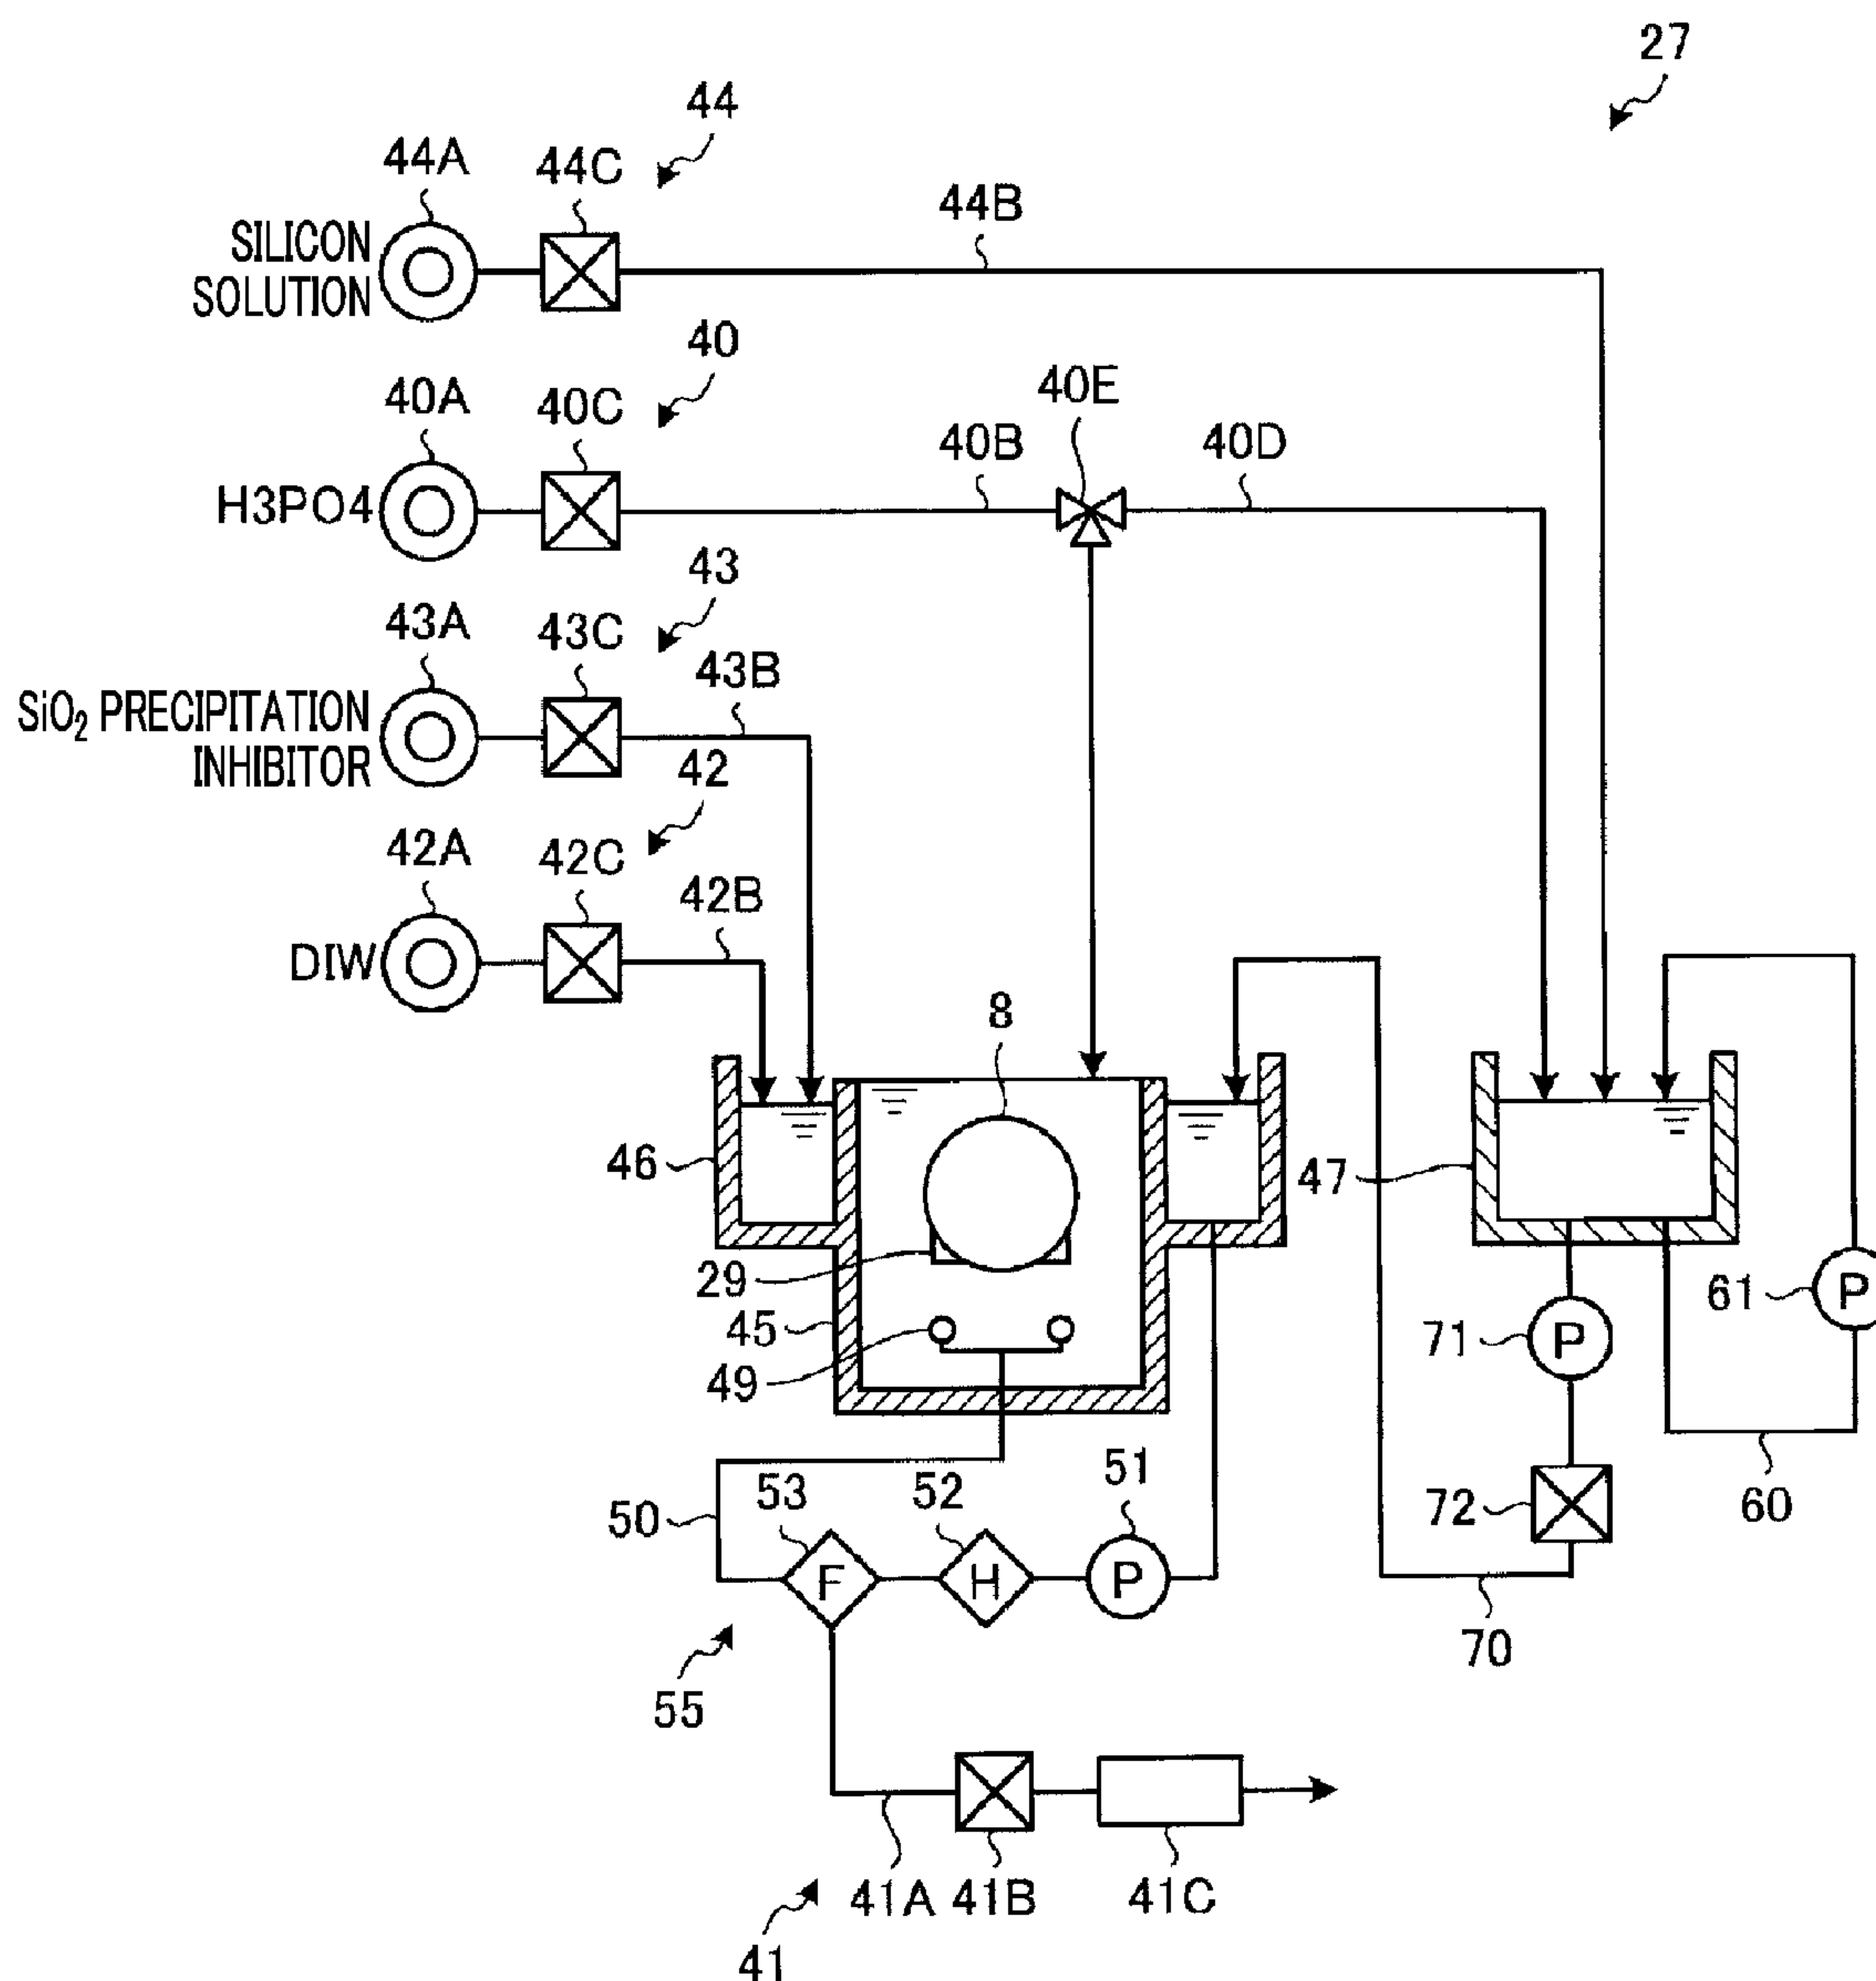 27
44
44A
44C
44B
SILICON
SOLUTION
40
40A
40C
40E
40B
40D
H3PO4
43
43A
43C
43B
SiO₂ PRECIPITATION
INHIBITOR
42
42A
42C
42B
DIW
8
46
47
29
45
49
61
71
51
53
52
50
72
60
70
55
P
P
P
F
H
41A
41B
41C
41